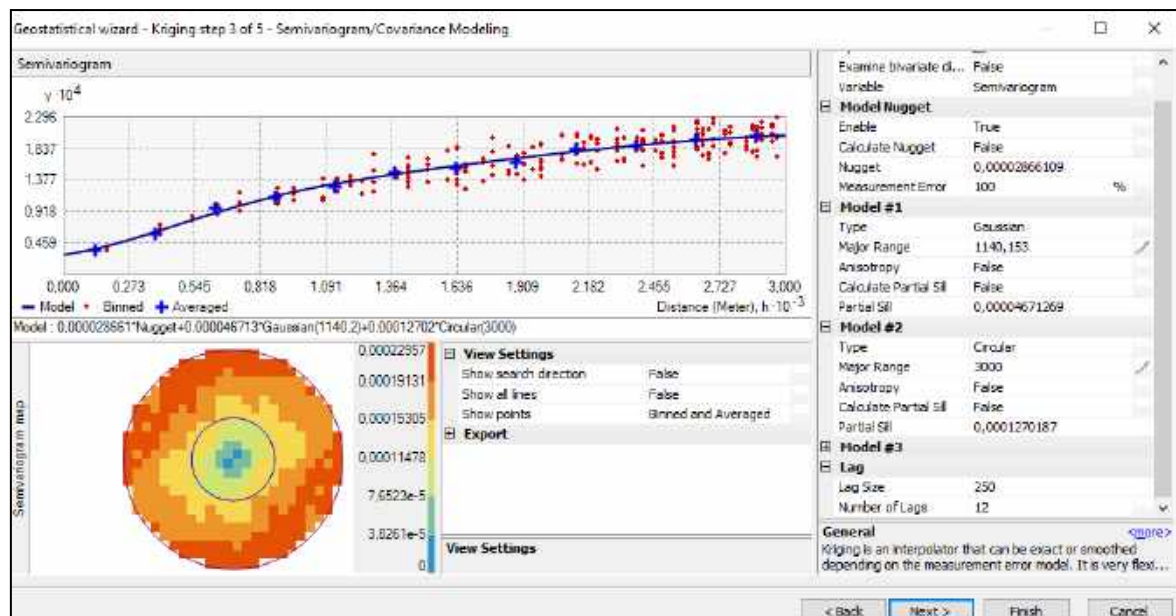 Geostatistical wizard - Kriging step 3 of 5 - Semivariogram/Covariance Modeling
Semivariogram
γ·10⁴
2.296
1.837
1.377
0.918
0.459
0.000 0.273 0.545 0.818 1.091 1.364 1.636 1.909 2.182 2.455 2.727 3.000
Model Binned Averaged
Distance (Meter), h·10⁻³
Model : 0.000028661*Nugget+0.000046713*Gaussian(1140,2)+0.00012702*Circular(3000)
Semivariogram map
0,00022957
0,00019131
0,00015305
0,00011478
7,6523e-5
3,8261e-5
0
View Settings
Show search direction False
Show all lines False
Show points Binned and Averaged
Export
View Settings
Examine bivariate di... False
Variable Semivariogram
Model Nugget
Enable True
Calculate Nugget False
Nugget 0,00002866109
Measurement Error 100 %
Model #1
Type Gaussian
Major Range 1140,153
Anisotropy False
Calculate Partial Sill False
Partial Sill 0,00004671269
Model #2
Type Circular
Major Range 3000
Anisotropy False
Calculate Partial Sill False
Partial Sill 0,0001270187
Model #3
Lag
Lag Size 250
Number of Lags 12
General <more>
Kriging is an interpolator that can be exact or smoothed
depending on the measurement error model. It is very flexi...
< Back Next > Finish Cancel